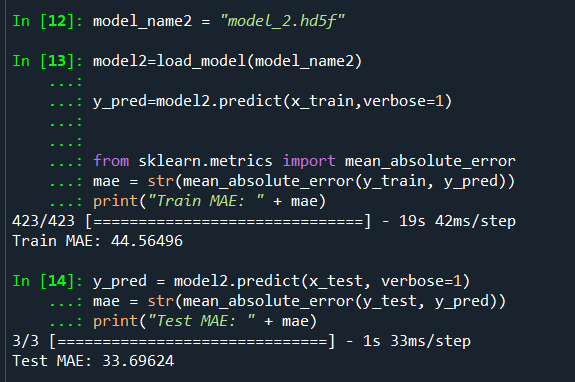 In [12]: model_name2 = "model_2.hd5f"
In [13]: model2=load_model(model_name2)
...:
...: y_pred=model2.predict(x_train,verbose=1)
...:
...:
...: from sklearn.metrics import mean_absolute_error
...: mae = str(mean_absolute_error(y_train, y_pred))
...: print("Train MAE: " + mae)
423/423 [==============================] - 19s 42ms/step
Train MAE: 44.56496
In [14]: y_pred = model2.predict(x_test, verbose=1)
...: mae = str(mean_absolute_error(y_test, y_pred))
...: print("Test MAE: " + mae)
3/3 [==============================] - 1s 33ms/step
Test MAE: 33.69624